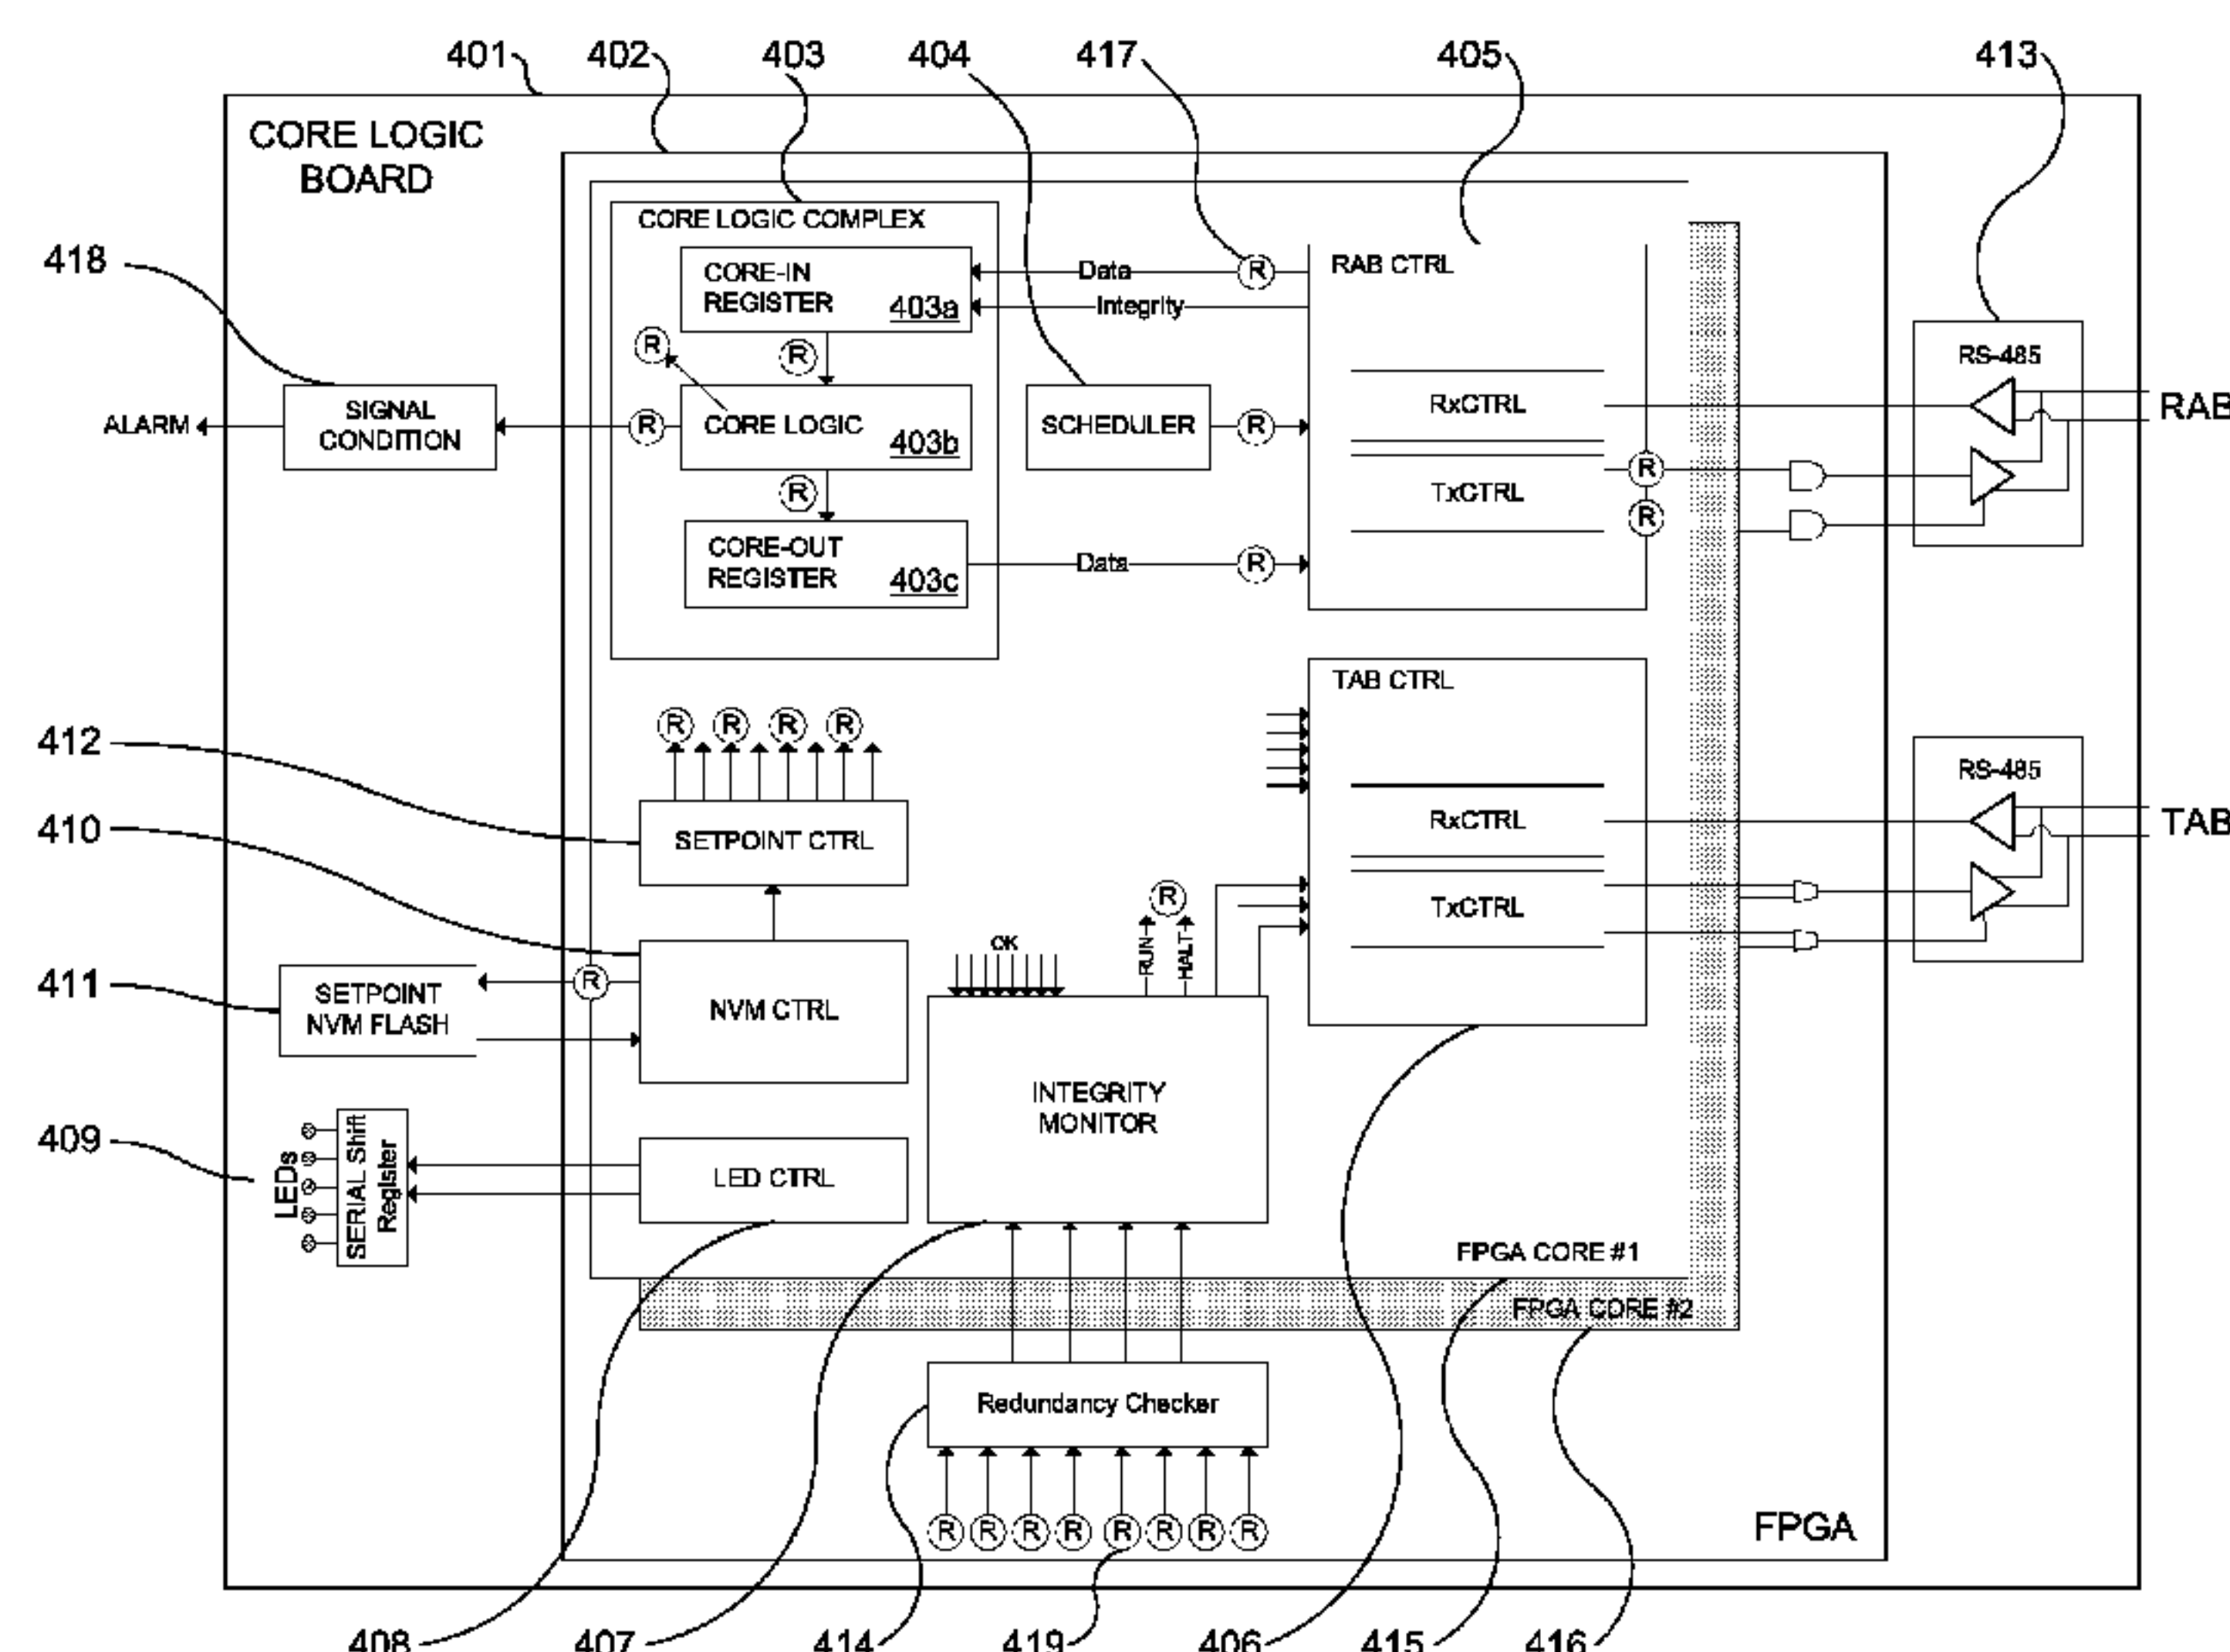 401
402
403
404
417
405
413
CORE LOGIC
BOARD
CORE LOGIC COMPLEX
418
CORE-IN
REGISTER
403a
Data
R
RAB CTRL
Integrity
R
R
RS-485
ALARM
SIGNAL
CONDITION
R
CORE LOGIC
403b
SCHEDULER
R
RxCTRL
RAB
R
TxCTRL
R
R
CORE-OUT
REGISTER
403c
Data
R
TAB CTRL
412
R R R R
RS-485
410
SETPOINT CTRL
RxCTRL
TAB
R
TxCTRL
OK
RUN
HALT
411
SETPOINT
NVM FLASH
R
NVM CTRL
INTEGRITY
MONITOR
409
LEDs
SERIAL Shift
Register
LED CTRL
FPGA CORE #1
FPGA CORE #2
Redundancy Checker
R R R R R R R R
FPGA
408
407
414
419
406
415
416